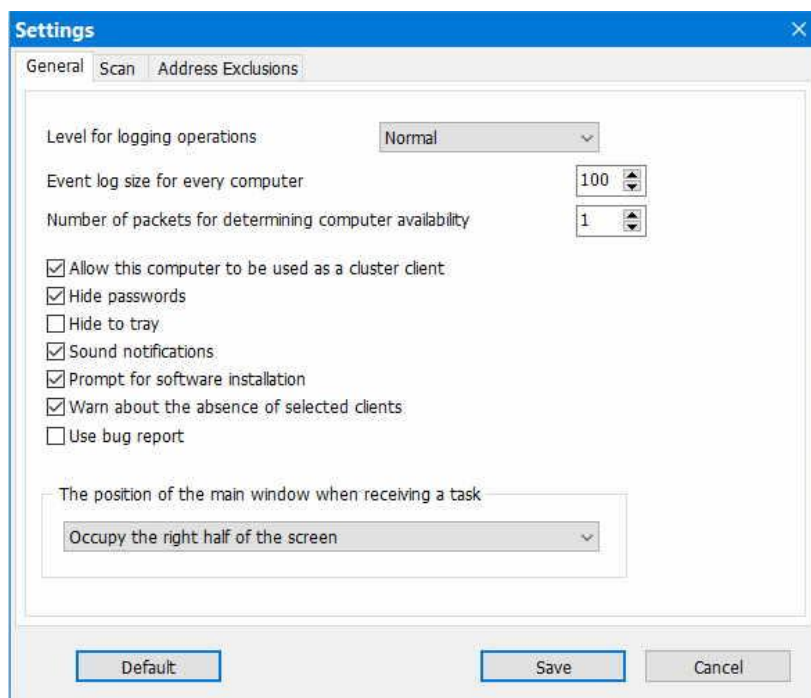 Settings
General Scan Address Exclusions
Level for logging operations Normal
Event log size for every computer 100
Number of packets for determining computer availability 1
Allow this computer to be used as a cluster client
Hide passwords
Hide to tray
Sound notifications
Prompt for software installation
Warn about the absence of selected clients
Use bug report
The position of the main window when receiving a task
Occupy the right half of the screen
Default Save Cancel